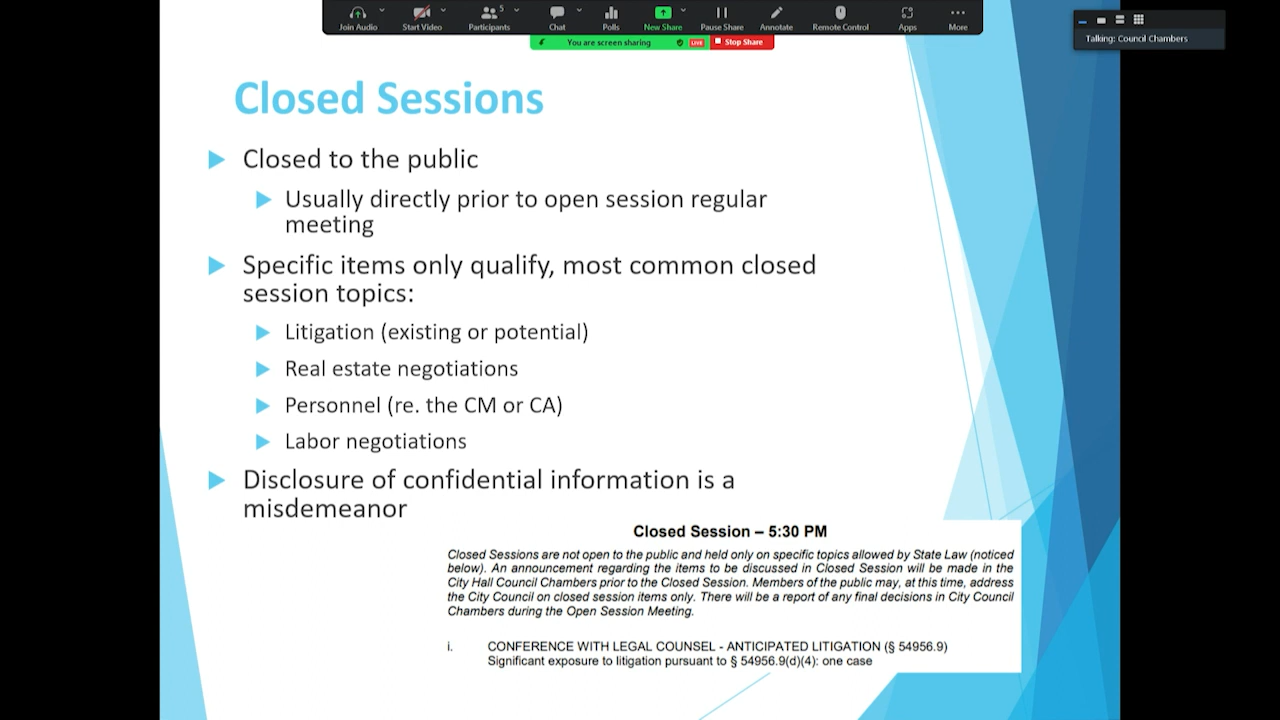 Join Audio
Start Video
Participants
5
Chat
Polls
New Share
Pause Share
Annotate
Remote Control
Apps
More
You are screen sharing
LIVE
Stop Share
Talking: Council Chambers
Closed Sessions
Closed to the public
Usually directly prior to open session regular
meeting
Specific items only qualify, most common closed
session topics:
Litigation (existing or potential)
Real estate negotiations
Personnel (re. the CM or CA)
Labor negotiations
Disclosure of confidential information is a
misdemeanor
Closed Session – 5:30 PM
Closed Sessions are not open to the public and held only on specific topics allowed by State Law (noticed
below). An announcement regarding the items to be discussed in Closed Session will be made in the
City Hall Council Chambers prior to the Closed Session. Members of the public may, at this time, address
the City Council on closed session items only. There will be a report of any final decisions in City Council
Chambers during the Open Session Meeting.
i. CONFERENCE WITH LEGAL COUNSEL - ANTICIPATED LITIGATION (§ 54956.9)
Significant exposure to litigation pursuant to § 54956.9(d)(4): one case